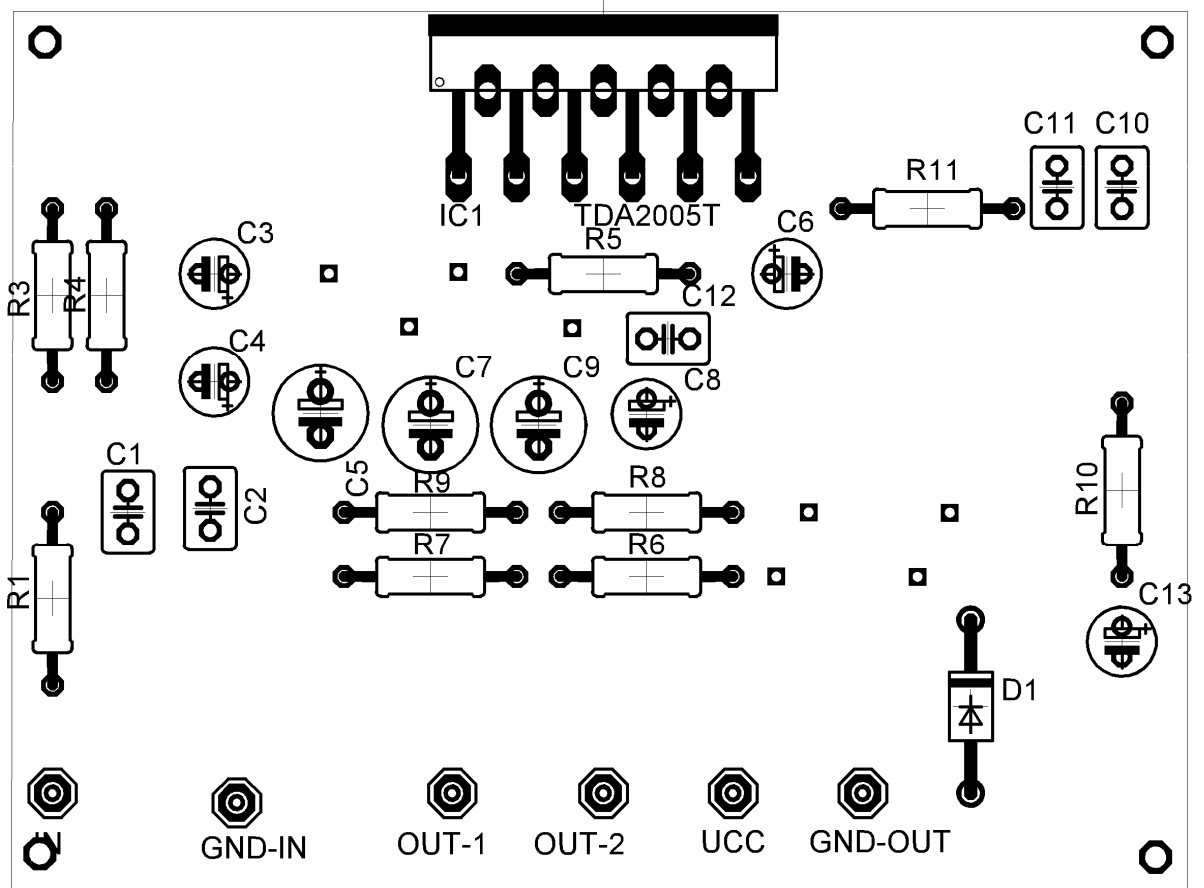 C11
C10
R11
IC1
TDA2005T
C6
R5
C3
C12
R3
R4
C4
C7
C9
C8
C1
C5
R9
R8
R10
C2
R7
R6
R1
C13
D1
IN
GND-IN
OUT-1
OUT-2
UCC
GND-OUT